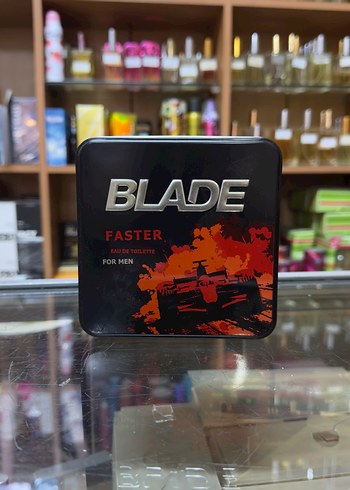 BLADE
FASTER
EAU DE TOILETTE
FOR MEN